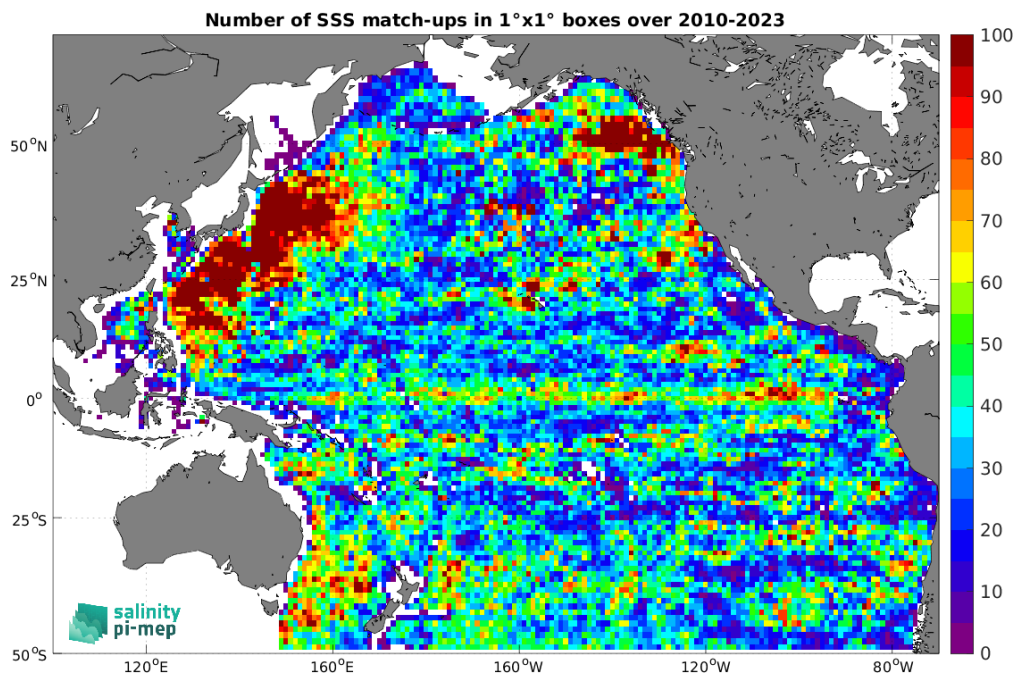 Number of SSS match-ups in 1°x1° boxes over 2010-2023
100
90
80
70
60
50
40
30
20
10
0
50°N
25°N
0°
25°S
50°S
120°E
160°E
160°W
120°W
80°W
salinity
pi-mep